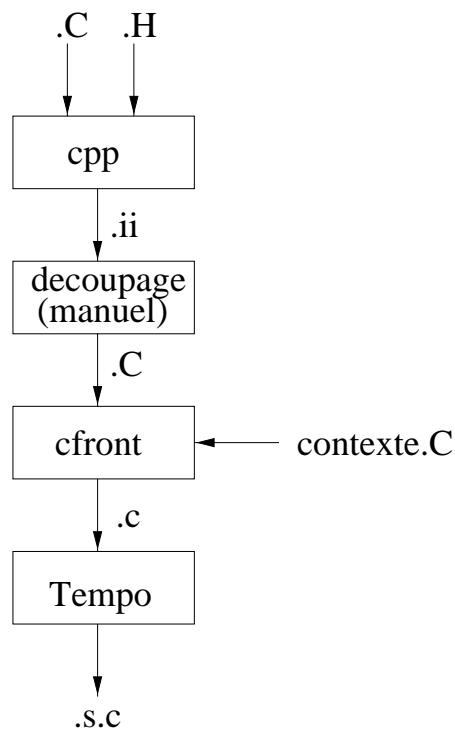 .C .H
cpp
.ii
decoupage
(manuel)
.C
cfront
contexte.C
.c
Tempo
.s.c